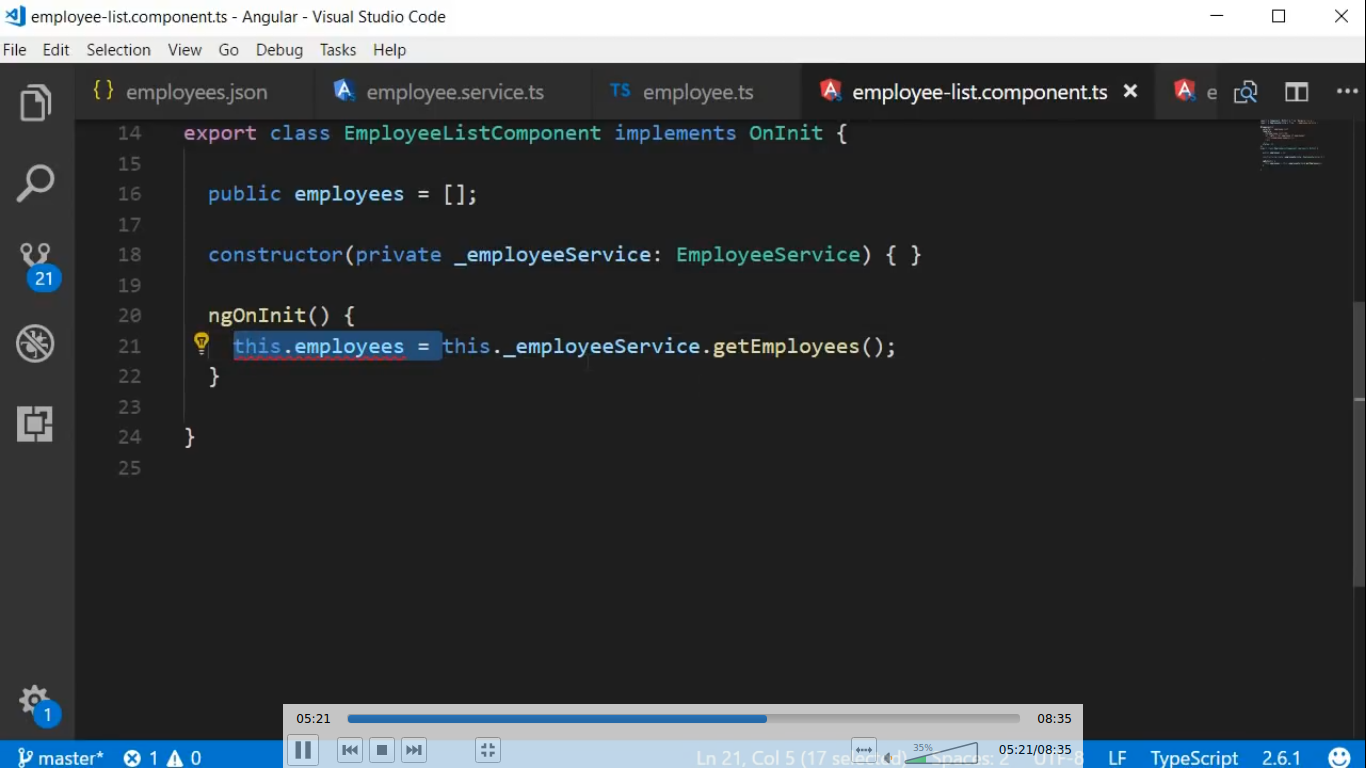 employee-list.component.ts - Angular - Visual Studio Code
File Edit Selection View Go Debug Tasks Help
{} employees.json employee.service.ts TS employee.ts employee-list.component.ts e
14 export class EmployeeListComponent implements OnInit {
15
16 public employees = [];
17
18 constructor(private _employeeService: EmployeeService) { }
19
20 ngOnInit() {
21 this.employees = this._employeeService.getEmployees();
22 }
23
24 }
25
21
1
05:21 08:35
35% 05:21/08:35
master* 1 0 Ln 21, Col 5 (17 selected) Spaces: 2 UTF-8 LF TypeScript 2.6.1